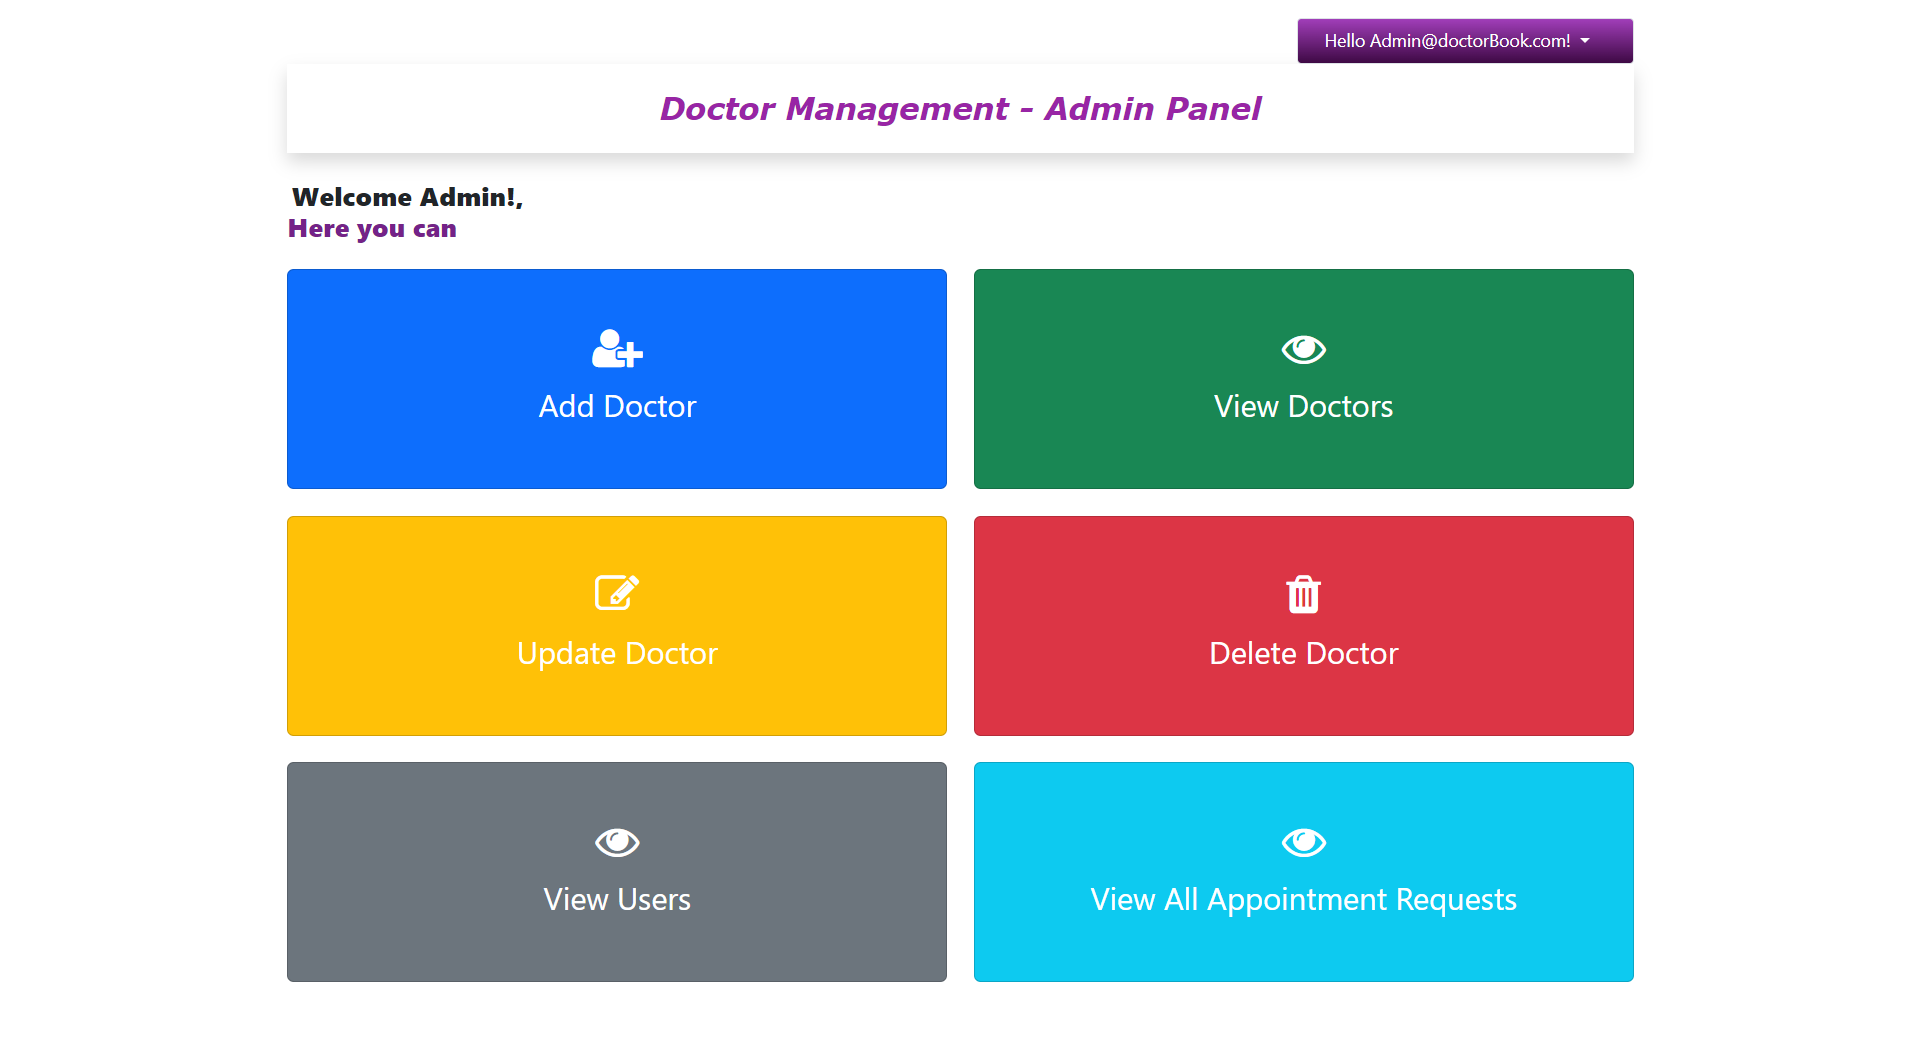 Hello Admin@doctorBook.com!
Doctor Management – Admin Panel
Welcome Admin!,
Here you can
Add Doctor
View Doctors
Update Doctor
Delete Doctor
View Users
View All Appointment Requests